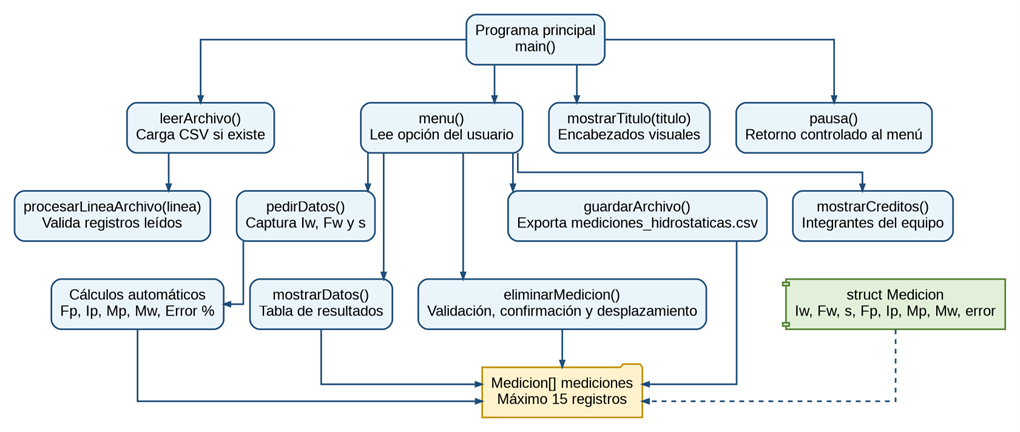 Programa principal
main()
leerArchivo()
Carga CSV si existe
menu()
Lee opción del usuario
mostrarTitulo(titulo)
Encabezados visuales
pausa()
Retorno controlado al menú
procesarLineaArchivo(linea)
Valida registros leídos
pedirDatos()
Captura Iw, Fw y s
guardarArchivo()
Exporta mediciones_hidrostaticas.csv
mostrarCreditos()
Integrantes del equipo
Cálculos automáticos
Fp, Ip, Mp, Mw, Error %
mostrarDatos()
Tabla de resultados
eliminarMedicion()
Validación, confirmación y desplazamiento
struct Medicion
Iw, Fw, s, Fp, Ip, Mp, Mw, error
Medicion[] mediciones
Máximo 15 registros